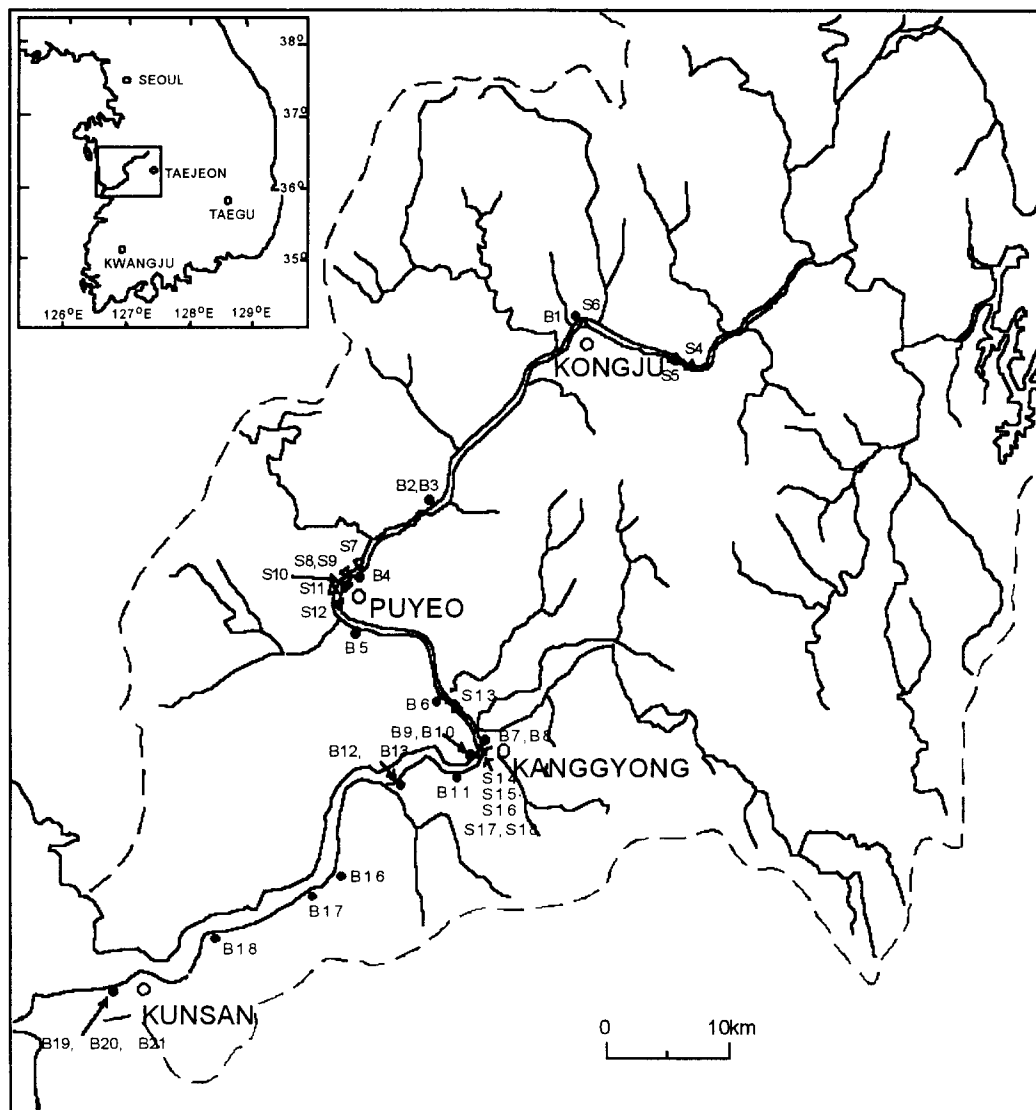 38°
SEOUL
37°
TAEJEON
36°
TAEGU
35°
KWANGJU
126°E 127°E 128°E 129°E
S6
B1
S4
KONGJU
S5
B2,B3
S7
S8,S9
B4
S10
S11
PUYEO
S12
B5
S13
B6
B7,B8
B9,B10
B12, B13
KANGGYONG
S14
B11
S15
S16
S17,S18
B16
B17
B18
KUNSAN
B19, B20, B21
0 10km